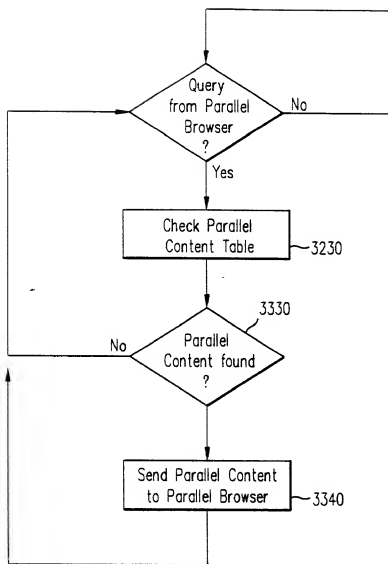 Query
from Parallel
Browser
?
No
Yes
Check Parallel
Content Table
3230
3330
No
Parallel
Content found
?
Send Parallel Content
to Parallel Browser
3340